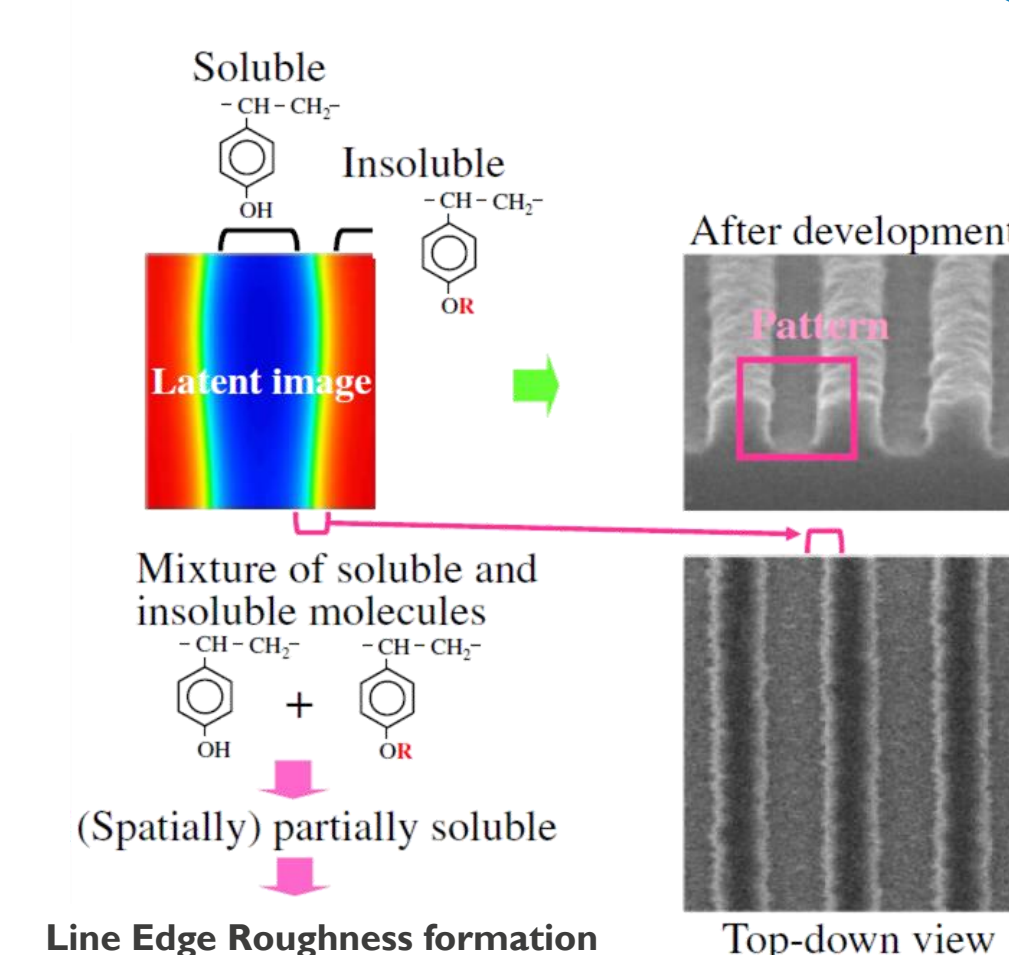 Soluble
– CH – CH₂–
OH
Insoluble
– CH – CH₂–
OR
Latent image
After development
Pattern
Mixture of soluble and
insoluble molecules
– CH – CH₂–
OH
+
– CH – CH₂–
OR
(Spatially) partially soluble
Line Edge Roughness formation
Top-down view